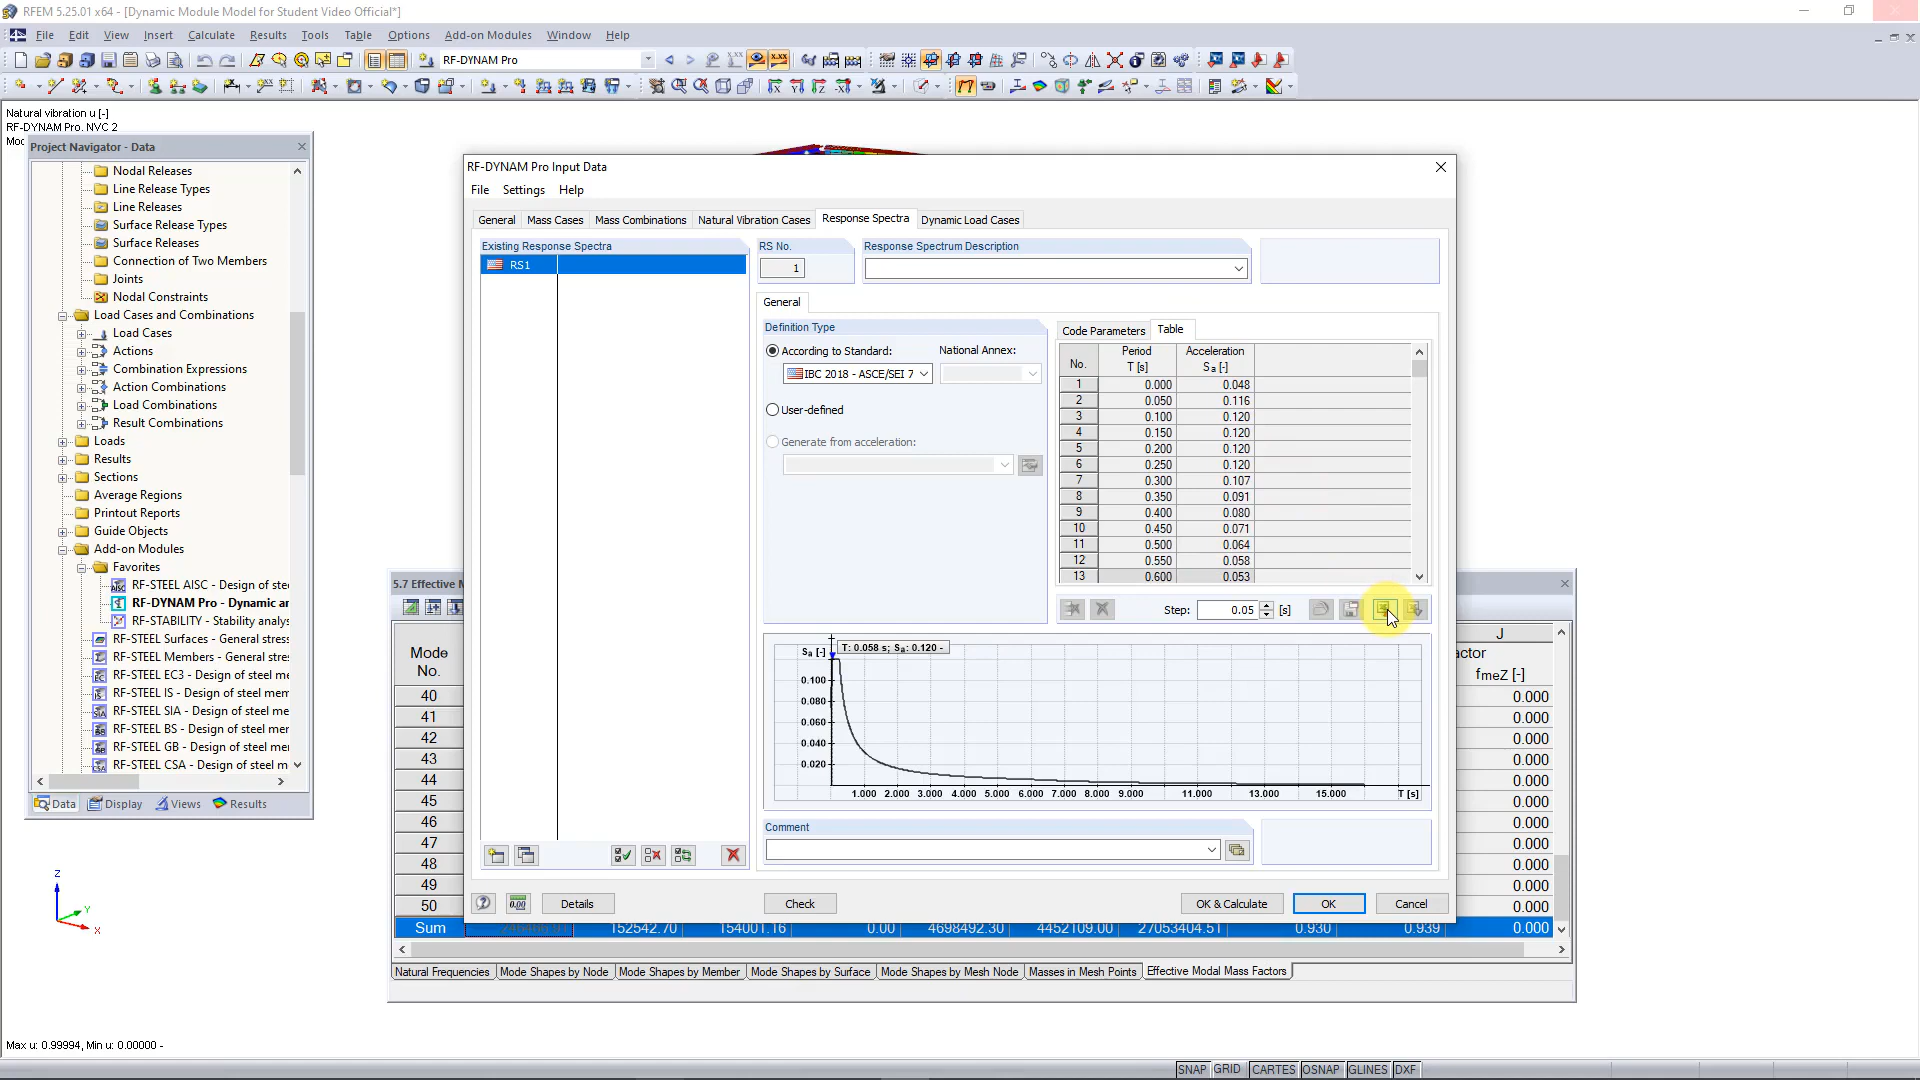 RFEM 5.25.01 x64 - [Dynamic Module Model for Student Video Official*]
File Edit View Insert Calculate Results Tools Table Options Add-on Modules Window Help
RF-DYNAM Pro
Natural vibration u [-]
RF-DYNAM Pro. NVC 2
Project Navigator - Data
Nodal Releases
Line Release Types
Line Releases
Surface Release Types
Surface Releases
Connection of Two Members
Joints
Nodal Constraints
Load Cases and Combinations
Load Cases
Actions
Combination Expressions
Action Combinations
Load Combinations
Result Combinations
Loads
Results
Sections
Average Regions
Printout Reports
Guide Objects
Add-on Modules
Favorites
RF-STEEL AISC - Design of stee
RF-DYNAM Pro - Dynamic an
RF-STABILITY - Stability analys
RF-STEEL Surfaces - General stress
RF-STEEL Members - General stress
RF-STEEL EC3 - Design of steel mem
RF-STEEL IS - Design of steel mem
RF-STEEL SIA - Design of steel mem
RF-STEEL BS - Design of steel mem
RF-STEEL GB - Design of steel mem
RF-STEEL CSA - Design of steel m
Data Display Views Results
Z
Y
X
Max u: 0.99994, Min u: 0.00000 -
RF-DYNAM Pro Input Data
File Settings Help
General Mass Cases Mass Combinations Natural Vibration Cases Response Spectra Dynamic Load Cases
Existing Response Spectra
RS1
RS No.
1
Response Spectrum Description
General
Definition Type
According to Standard:
National Annex:
IBC 2018 - ASCE/SEI 7
User-defined
Generate from acceleration:
Code Parameters Table
No. Period T [s] Acceleration Sa [-]
1 0.000 0.048
2 0.050 0.116
3 0.100 0.120
4 0.150 0.120
5 0.200 0.120
6 0.250 0.120
7 0.300 0.107
8 0.350 0.091
9 0.400 0.080
10 0.450 0.071
11 0.500 0.064
12 0.550 0.058
13 0.600 0.053
Step: 0.05 [s]
Sa [-]
T: 0.058 s; Sa: 0.120 -
0.100
0.080
0.060
0.040
0.020
1.000 2.000 3.000 4.000 5.000 6.000 7.000 8.000 9.000 11.000 13.000 15.000 T [s]
Comment
Details Check OK & Calculate OK Cancel
5.7 Effective M
Mode
No.
40
41
42
43
44
45
46
47
48
49
50
J
actor
fmeZ [-]
0.000
0.000
0.000
0.000
0.000
0.000
0.000
0.000
0.000
0.000
0.000
Sum 152542.70 154001.16 0.00 4698492.30 4452109.00 27053404.51 0.930 0.939 0.000
Natural Frequencies Mode Shapes by Node Mode Shapes by Member Mode Shapes by Surface Mode Shapes by Mesh Node Masses in Mesh Points Effective Modal Mass Factors
SNAP GRID CARTES OSNAP GLINES DXF